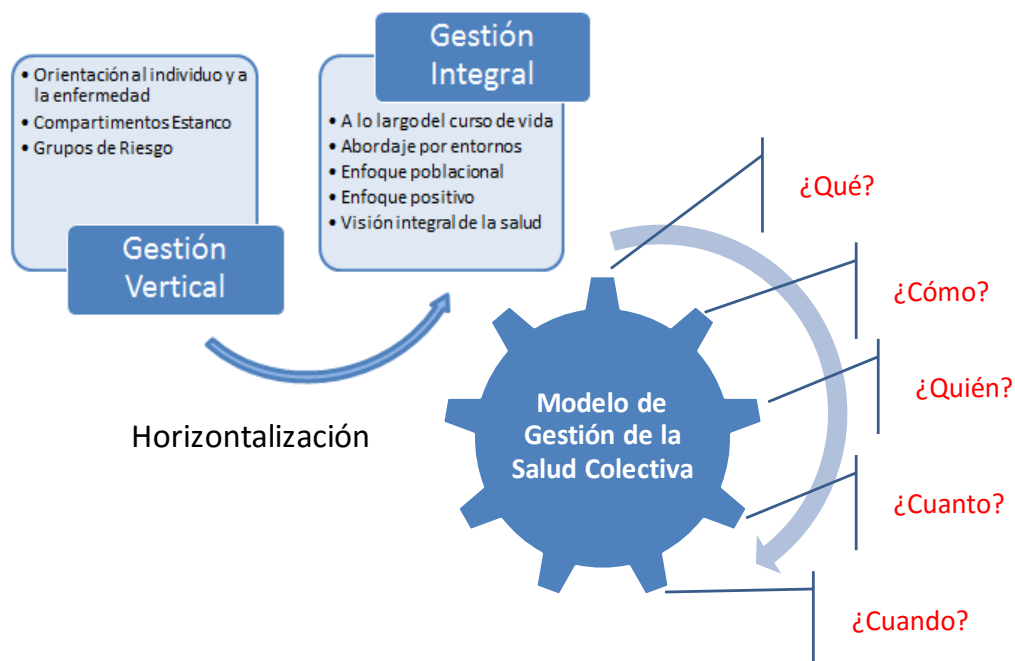 • Orientación al individuo y a
la enfermedad
• Compartimentos Estanco
• Grupos de Riesgo
Gestión
Vertical
Gestión
Integral
• A lo largo del curso de vida
• Abordaje por entornos
• Enfoque poblacional
• Enfoque positivo
• Visión integral de la salud
Horizontalización
Modelo de
Gestión de la
Salud Colectiva
¿Qué?
¿Cómo?
¿Quién?
¿Cuanto?
¿Cuando?